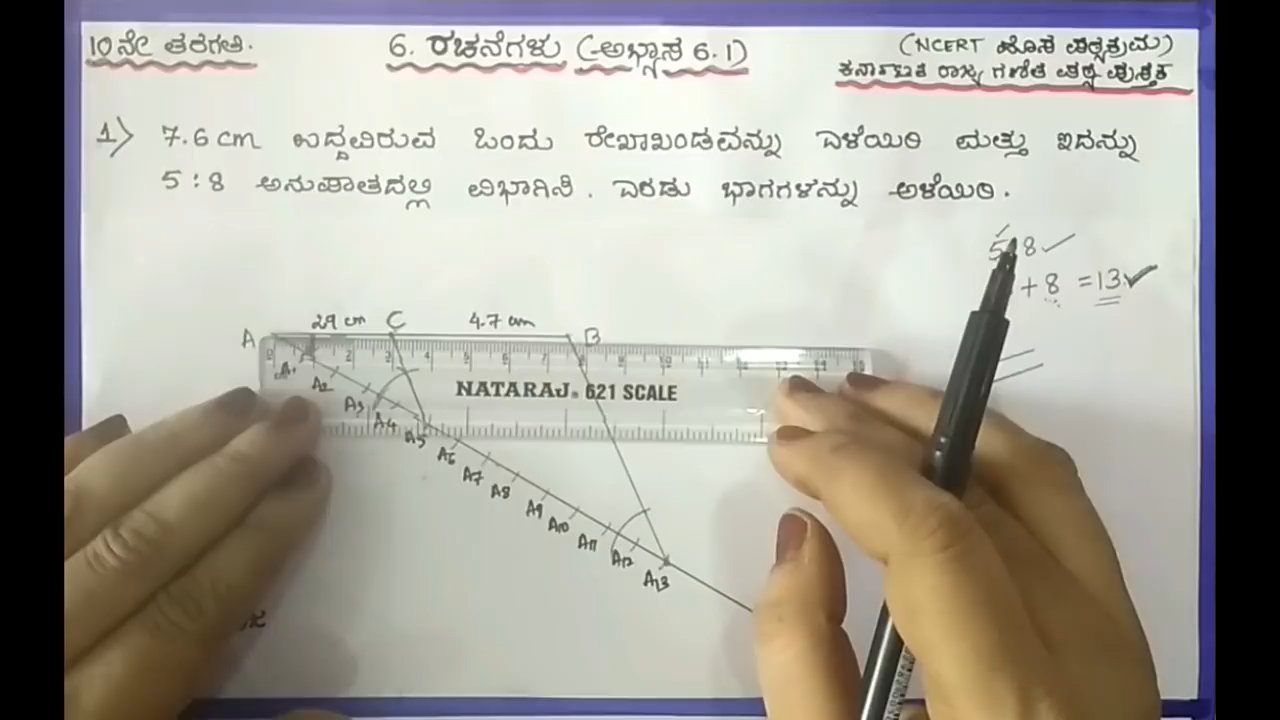 10ನೇ ತರಗತಿ.
6. ರಚನೆಗಳು (ಅಭ್ಯಾಸ 6.1)
(NCERT ಹೊಸ ಪಠ್ಯಕ್ರಮ)
ಕರ್ನಾಟಕ ರಾಜ್ಯ ಗಣಿತ ಪಠ್ಯ ಪುಸ್ತಕ
1) 7.6 cm ಉದ್ದವಿರುವ ಒಂದು ರೇಖಾಖಂಡವನ್ನು ಎಳೆಯಿರಿ ಮತ್ತು ಇದನ್ನು
5:8 ಅನುಪಾತದಲ್ಲಿ ವಿಭಾಗಿಸಿ. ಎರಡು ಭಾಗಗಳನ್ನು ಅಳೆಯಿರಿ.
5 8
+ 8 = 13
A 2.9 cm C 4.7 cm B
NATARAJ 621 SCALE
A1
A2
A3
A4
A5
A6
A7
A8
A9
A10
A11
A12
A13